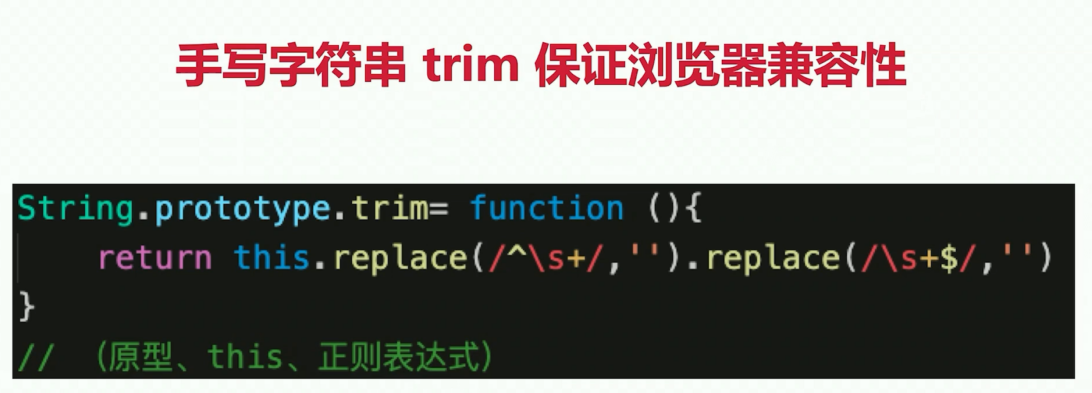 手写字符串 trim 保证浏览器兼容性
String.prototype.trim= function (){
    return this.replace(/^\s+/,'').replace(/\s+$/,'')
}
// （原型、this、正则表达式）